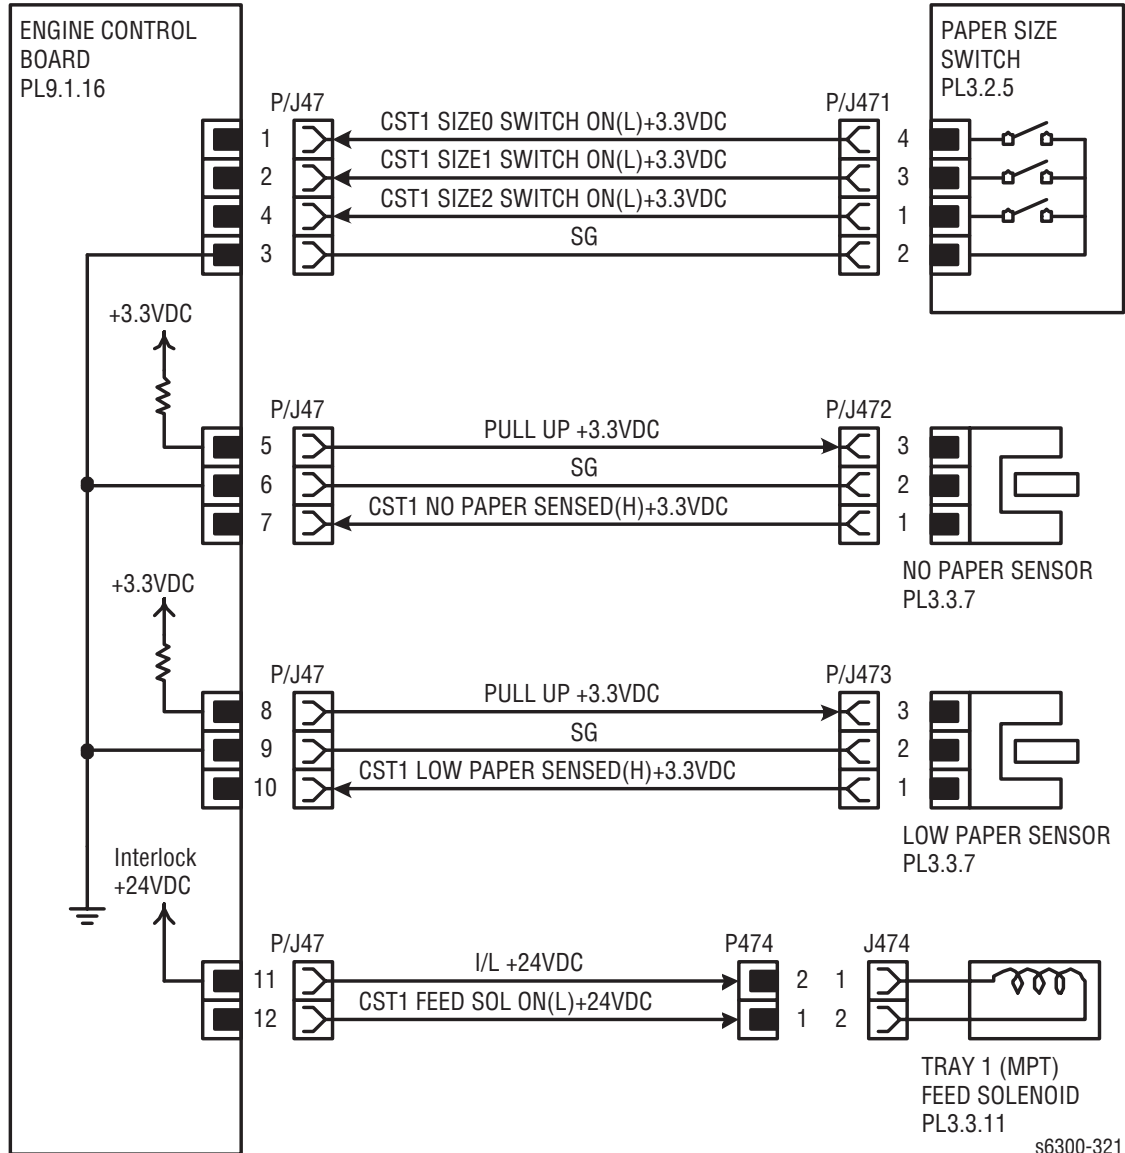 ENGINE CONTROL
BOARD
PL9.1.16
PAPER SIZE
SWITCH
PL3.2.5
P/J47
P/J471
1 CST1 SIZE0 SWITCH ON(L)+3.3VDC 4
2 CST1 SIZE1 SWITCH ON(L)+3.3VDC 3
4 CST1 SIZE2 SWITCH ON(L)+3.3VDC 1
3 SG 2
+3.3VDC
P/J47
P/J472
5 PULL UP +3.3VDC 3
6 SG 2
7 CST1 NO PAPER SENSED(H)+3.3VDC 1
NO PAPER SENSOR
PL3.3.7
+3.3VDC
P/J47
P/J473
8 PULL UP +3.3VDC 3
9 SG 2
10 CST1 LOW PAPER SENSED(H)+3.3VDC 1
LOW PAPER SENSOR
PL3.3.7
Interlock
+24VDC
P/J47
P474
J474
11 I/L +24VDC 2 1
12 CST1 FEED SOL ON(L)+24VDC 1 2
TRAY 1 (MPT)
FEED SOLENOID
PL3.3.11
s6300-321